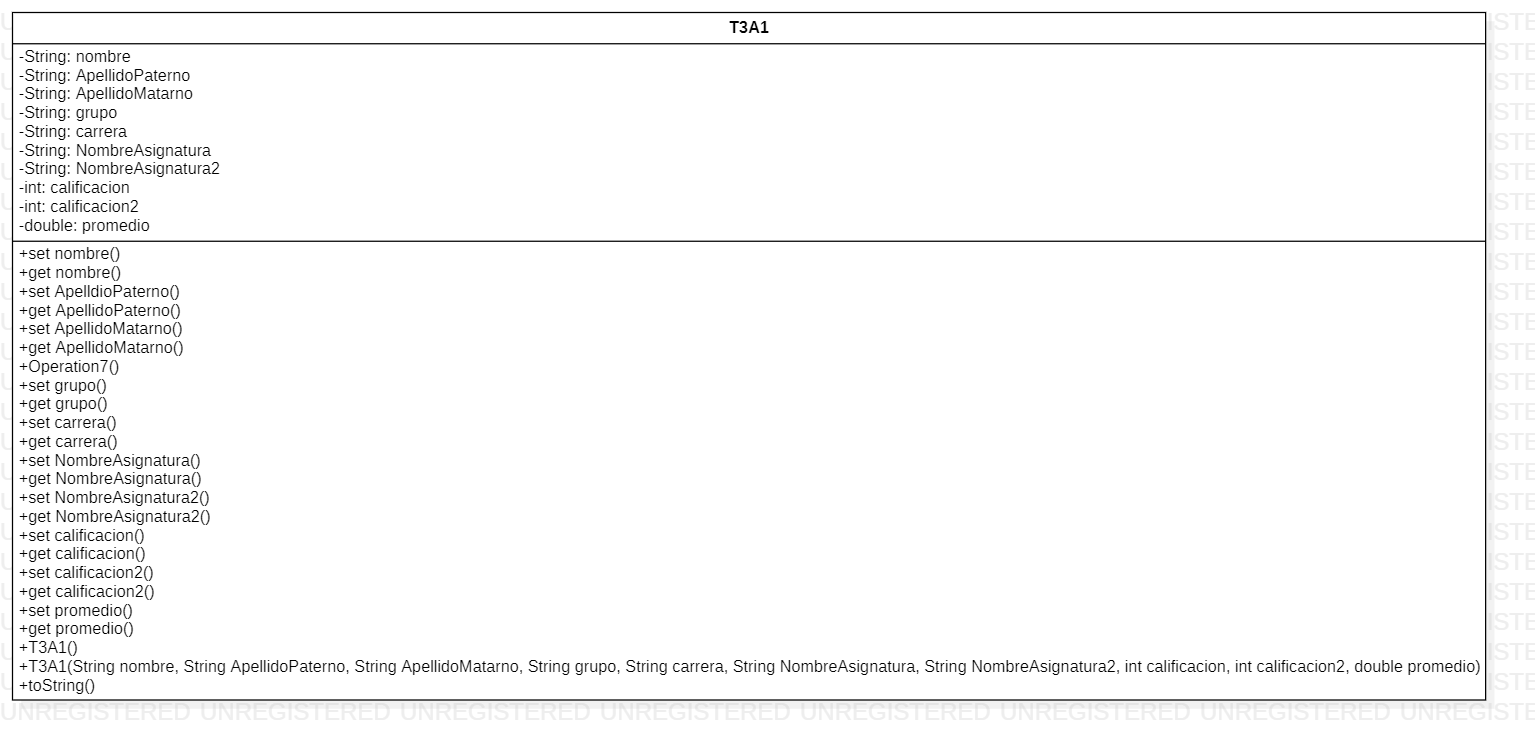 T3A1
-String: nombre
-String: ApellidoPaterno
-String: ApellidoMatarno
-String: grupo
-String: carrera
-String: NombreAsignatura
-String: NombreAsignatura2
-int: calificacion
-int: calificacion2
-double: promedio
+set nombre()
+get nombre()
+set ApelldioPaterno()
+get ApellidoPaterno()
+set ApellidoMatarno()
+get ApellidoMatarno()
+Operation7()
+set grupo()
+get grupo()
+set carrera()
+get carrera()
+set NombreAsignatura()
+get NombreAsignatura()
+set NombreAsignatura2()
+get NombreAsignatura2()
+set calificacion()
+get calificacion()
+set calificacion2()
+get calificacion2()
+set promedio()
+get promedio()
+T3A1()
+T3A1(String nombre, String ApellidoPaterno, String ApellidoMatarno, String grupo, String carrera, String NombreAsignatura, String NombreAsignatura2, int calificacion, int calificacion2, double promedio)
+toString()
UNREGISTERED UNREGISTERED UNREGISTERED UNREGISTERED UNREGISTERED UNREGISTERED UNREGISTERED UNREGISTE